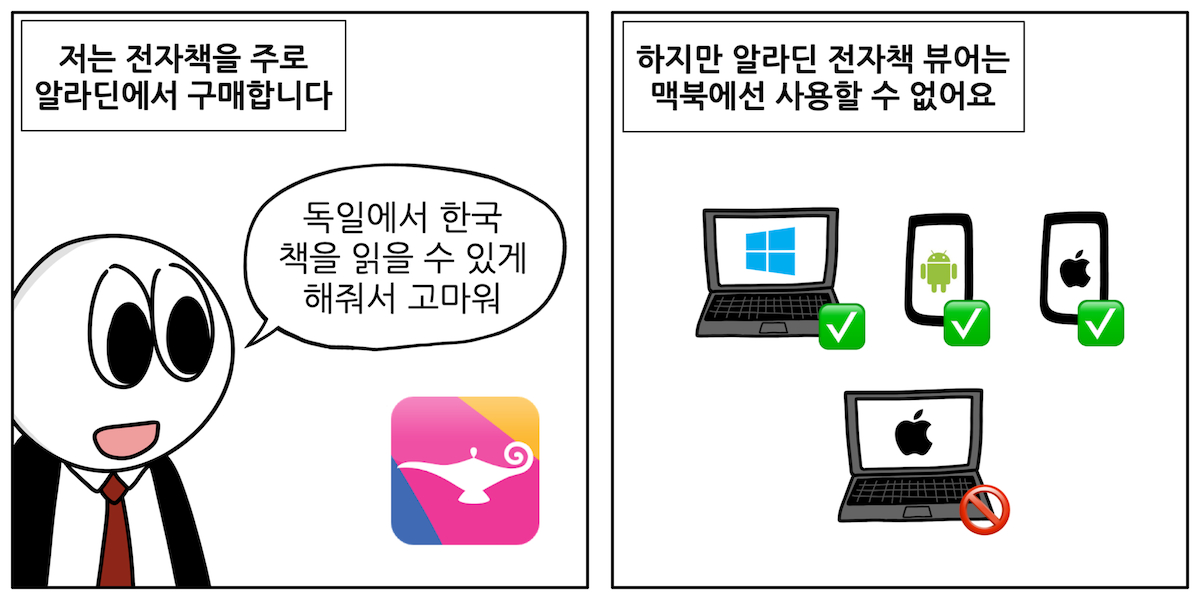 저는 전자책을 주로
알라딘에서 구매합니다
독일에서 한국
책을 읽을 수 있게
해줘서 고마워
하지만 알라딘 전자책 뷰어는
맥북에선 사용할 수 없어요